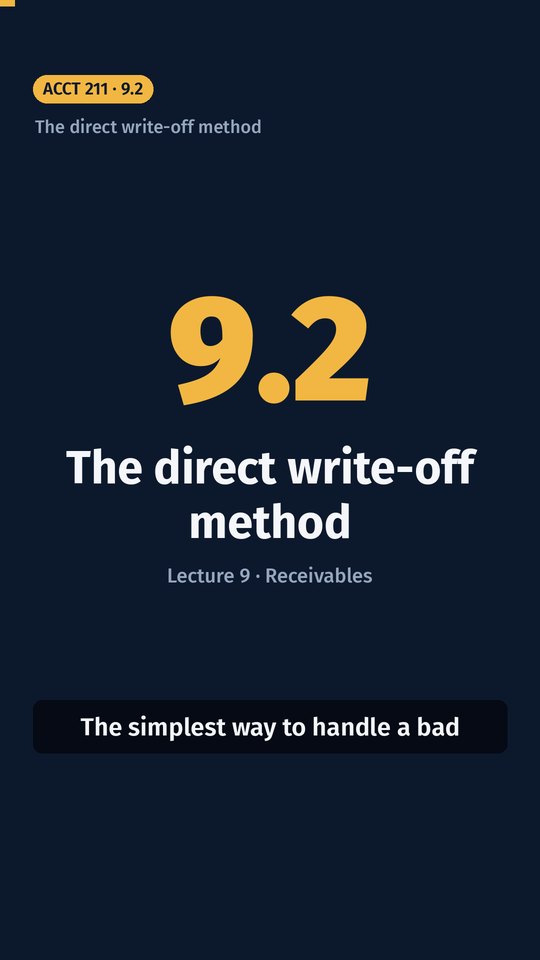 ACCT 211 · 9.2
The direct write-off method
9.2
The direct write-off
method
Lecture 9 · Receivables
The simplest way to handle a bad